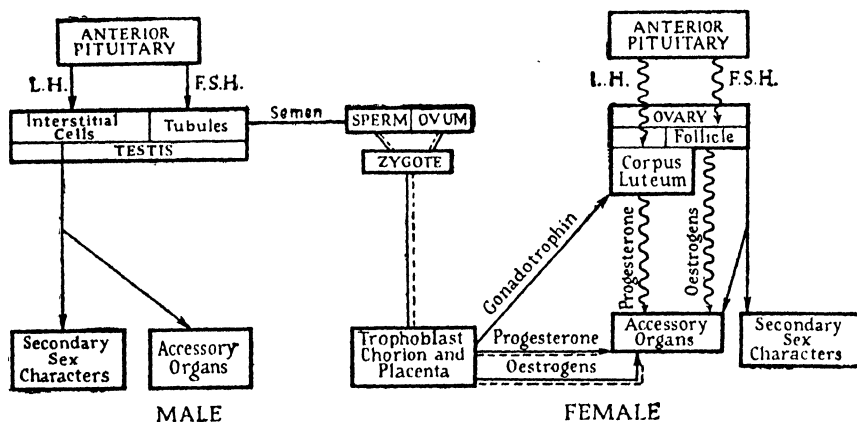 ANTERIOR
PITUITARY
L.H.
F.S.H.
Interstitial
Cells
Tubules
TESTIS
Semen
SPERM
OVUM
ZYGOTE
ANTERIOR
PITUITARY
L.H.
F.S.H.
OVARY
Follicle
Corpus
Luteum
Gonadotrophin
Progesterone
Oestrogens
Secondary
Sex
Characters
Accessory
Organs
Trophoblast
Chorion and
Placenta
Progesterone
Oestrogens
Accessory
Organs
Secondary
Sex
Characters
MALE
FEMALE